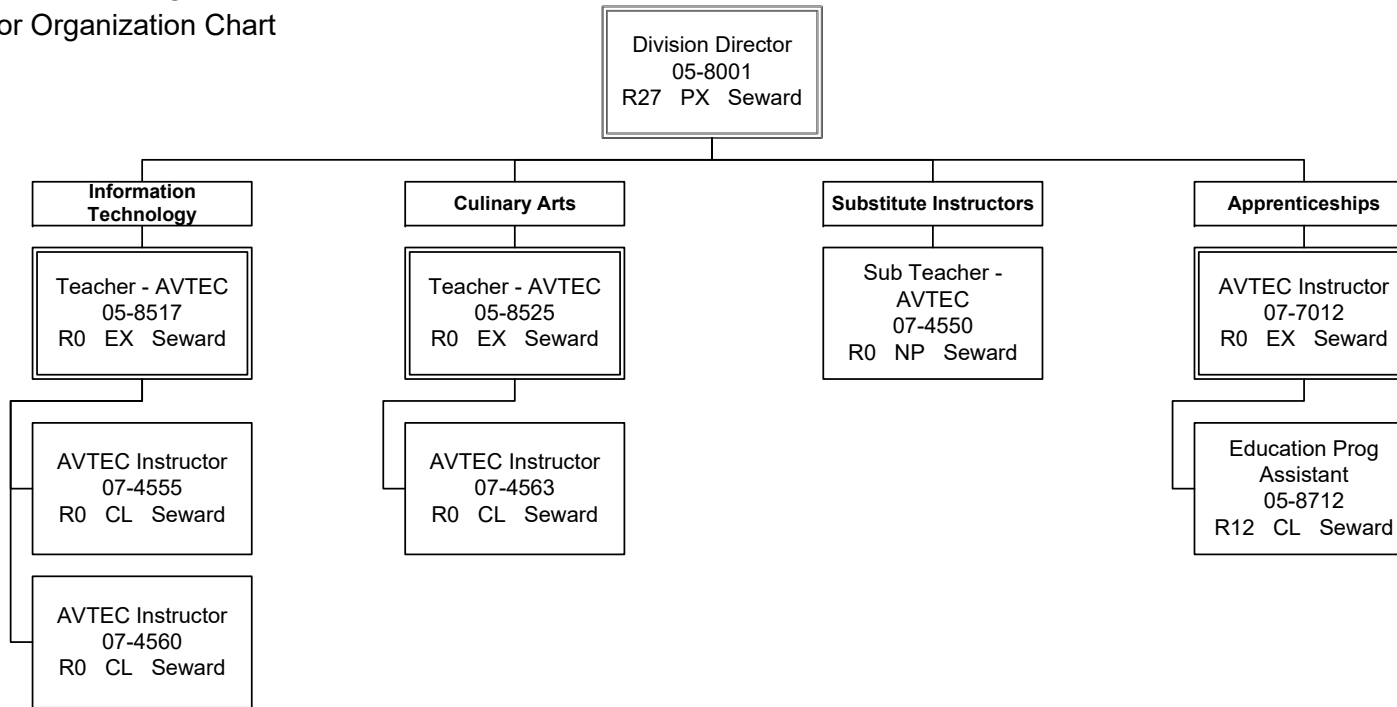 or Organization Chart
Division Director
05-8001
R27 PX Seward
Information
Technology
Teacher - AVTEC
05-8517
R0 EX Seward
AVTEC Instructor
07-4555
R0 CL Seward
AVTEC Instructor
07-4560
R0 CL Seward
Culinary Arts
Teacher - AVTEC
05-8525
R0 EX Seward
AVTEC Instructor
07-4563
R0 CL Seward
Substitute Instructors
Sub Teacher -
AVTEC
07-4550
R0 NP Seward
Apprenticeships
AVTEC Instructor
07-7012
R0 EX Seward
Education Prog
Assistant
05-8712
R12 CL Seward